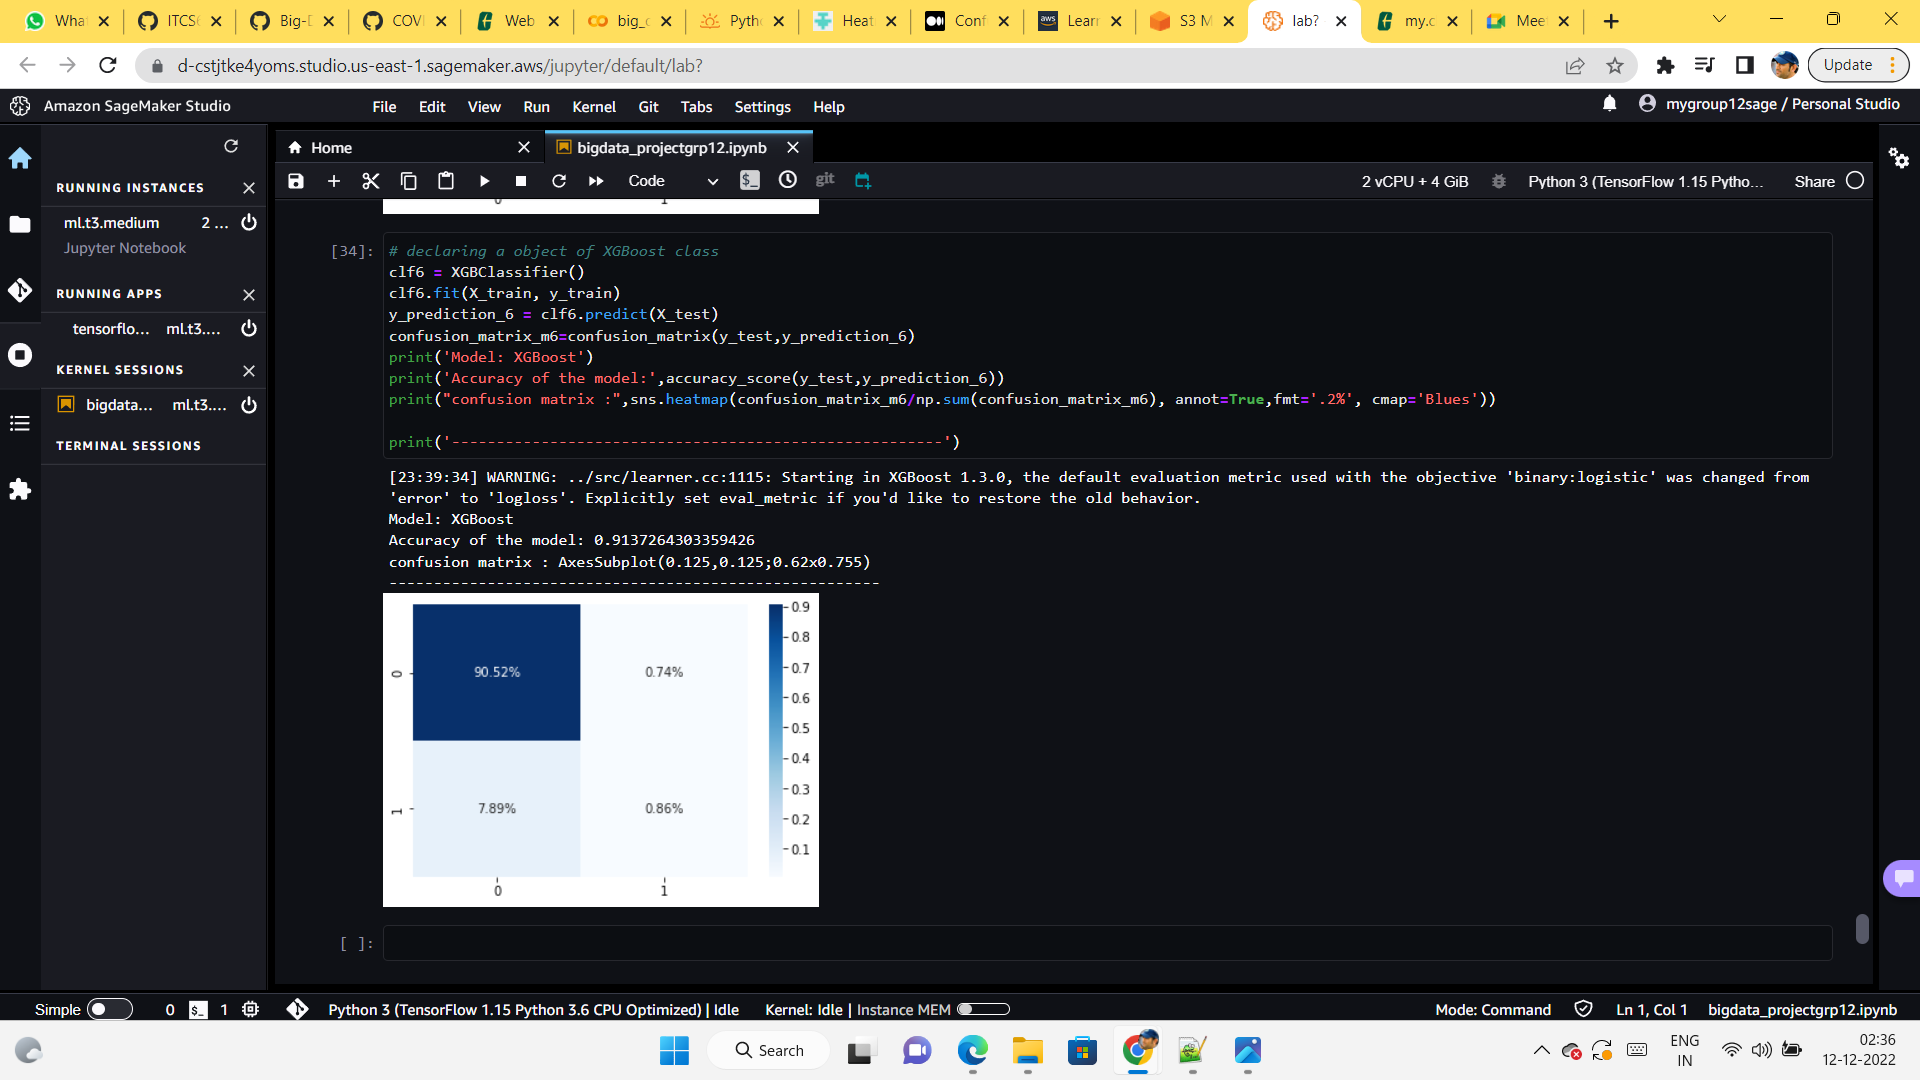 What
ITCS
Big-D
COVI
Web
big_c
Pytho
Heat
Conf
aws
Learn
S3 M
lab?
my.c
Meet
d-cstjtke4yoms.studio.us-east-1.sagemaker.aws/jupyter/default/lab?
Update
Amazon SageMaker Studio
File Edit View Run Kernel Git Tabs Settings Help
mygroup12sage / Personal Studio
Home
bigdata_projectgrp12.ipynb
Code
git
2 vCPU + 4 GiB
Python 3 (TensorFlow 1.15 Pytho...
Share
RUNNING INSTANCES
ml.t3.medium 2 ...
Jupyter Notebook
RUNNING APPS
tensorflo... ml.t3....
KERNEL SESSIONS
bigdata... ml.t3....
TERMINAL SESSIONS
0 1
[34]:
# declaring a object of XGBoost class
clf6 = XGBClassifier()
clf6.fit(X_train, y_train)
y_prediction_6 = clf6.predict(X_test)
confusion_matrix_m6=confusion_matrix(y_test,y_prediction_6)
print('Model: XGBoost')
print('Accuracy of the model:',accuracy_score(y_test,y_prediction_6))
print("confusion matrix :",sns.heatmap(confusion_matrix_m6/np.sum(confusion_matrix_m6), annot=True,fmt='.2%', cmap='Blues'))
print('-------------------------------------------------------')
[23:39:34] WARNING: ../src/learner.cc:1115: Starting in XGBoost 1.3.0, the default evaluation metric used with the objective 'binary:logistic' was changed from
'error' to 'logloss'. Explicitly set eval_metric if you'd like to restore the old behavior.
Model: XGBoost
Accuracy of the model: 0.9137264303359426
confusion matrix : AxesSubplot(0.125,0.125;0.62x0.755)
-------------------------------------------------------
0.9
0.8
0 90.52% 0.74% 0.7
0.6
0.5
0.4
0.3
1 7.89% 0.86%
0.2
0.1
0 1
[ ]:
Simple 0 1
Python 3 (TensorFlow 1.15 Python 3.6 CPU Optimized) | Idle
Kernel: Idle | Instance MEM
Mode: Command
Ln 1, Col 1
bigdata_projectgrp12.ipynb
Search
ENG
IN
02:36
12-12-2022